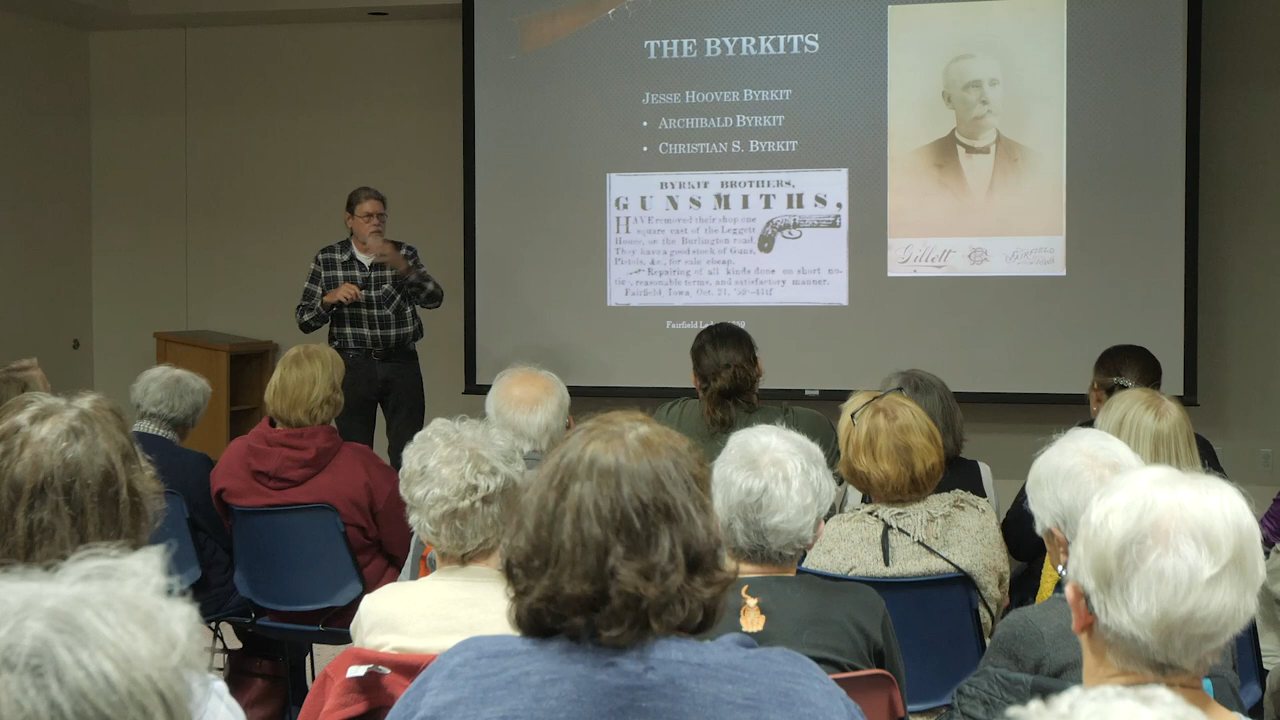 THE BYRKITS
JESSE HOOVER BYRKIT
• ARCHIBALD BYRKIT
• CHRISTIAN S. BYRKIT
BYRKIT BROTHERS,
GUNSMITHS,
HAVE removed their shop one
square east of the Leggett
House, on the Burlington road.
They have a good stock of Guns,
Pistols, &c., for sale cheap.
Repairing of all kinds done on short no-
tice, reasonable terms, and satisfactory manner.
Fairfield, Iowa, Oct. 21,
Fairfield
Gillett